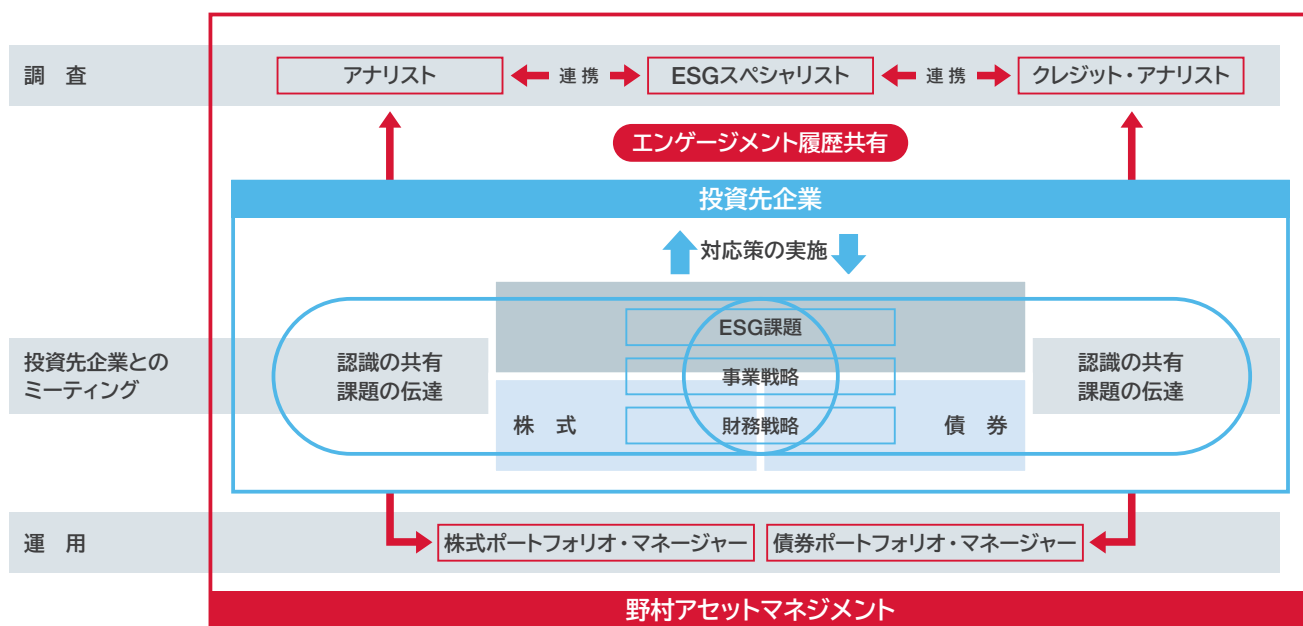 調 査
アナリスト
連携
ESGスペシャリスト
連携
クレジット・アナリスト
エンゲージメント履歴共有
投資先企業
対応策の実施
投資先企業との
ミーティング
認識の共有
課題の伝達
ESG課題
事業戦略
財務戦略
株 式
債 券
認識の共有
課題の伝達
運 用
株式ポートフォリオ・マネージャー
債券ポートフォリオ・マネージャー
野村アセットマネジメント